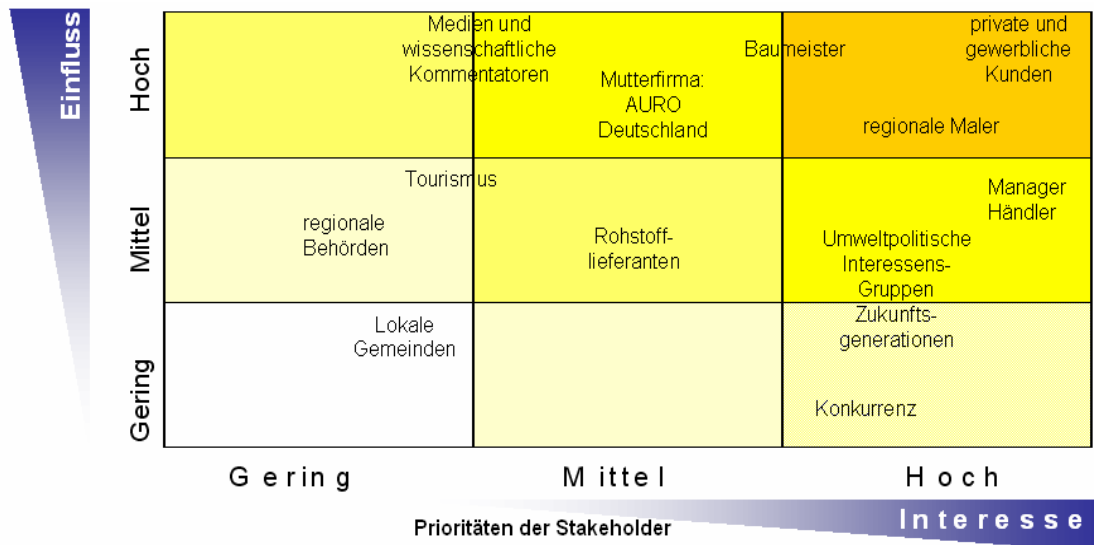 Einfluss
Hoch
Medien und
wissenschaftliche
Kommentatoren
Mutterfirma:
AURO
Deutschland
Baumeister
private und
gewerbliche
Kunden
regionale Maler
Mittel
Tourismus
regionale
Behörden
Rohstoff-
lieferanten
Manager
Händler
Umweltpolitische
Interessens-
Gruppen
Gering
Lokale
Gemeinden
Zukunfts-
generationen
Konkurrenz
Gering
Mittel
Hoch
Interesse
Prioritäten der Stakeholder